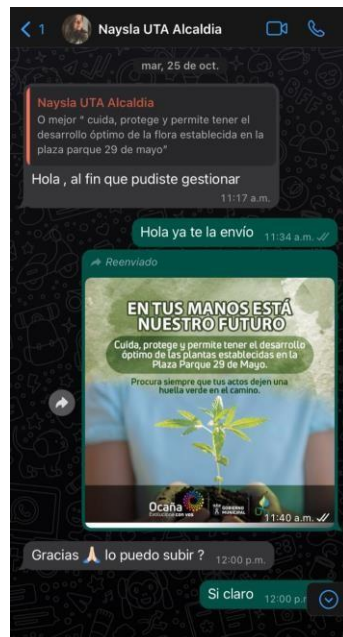 1
Naysla UTA Alcaldia
mar, 25 de oct.
Naysla UTA Alcaldia
O mejor " cuida, protege y permite tener el
desarrollo óptimo de la flora establecida en la
plaza parque 29 de mayo"
Hola , al fin que pudiste gestionar
11:17 a.m.
Hola ya te la envío 11:34 a.m.
Reenviado
EN TUS MANOS ESTÁ
NUESTRO FUTURO
Cuida, protege y permite tener el desarrollo
óptimo de las plantas establecidas en la
Plaza Parque 29 de Mayo.
Procura siempre que tus actos dejen una
huella verde en el camino.
Ocaña
GOBIERNO
MUNICIPAL
11:40 a.m.
Gracias 🙏🏻 lo puedo subir ? 12:00 p.m.
Si claro 12:00 p.